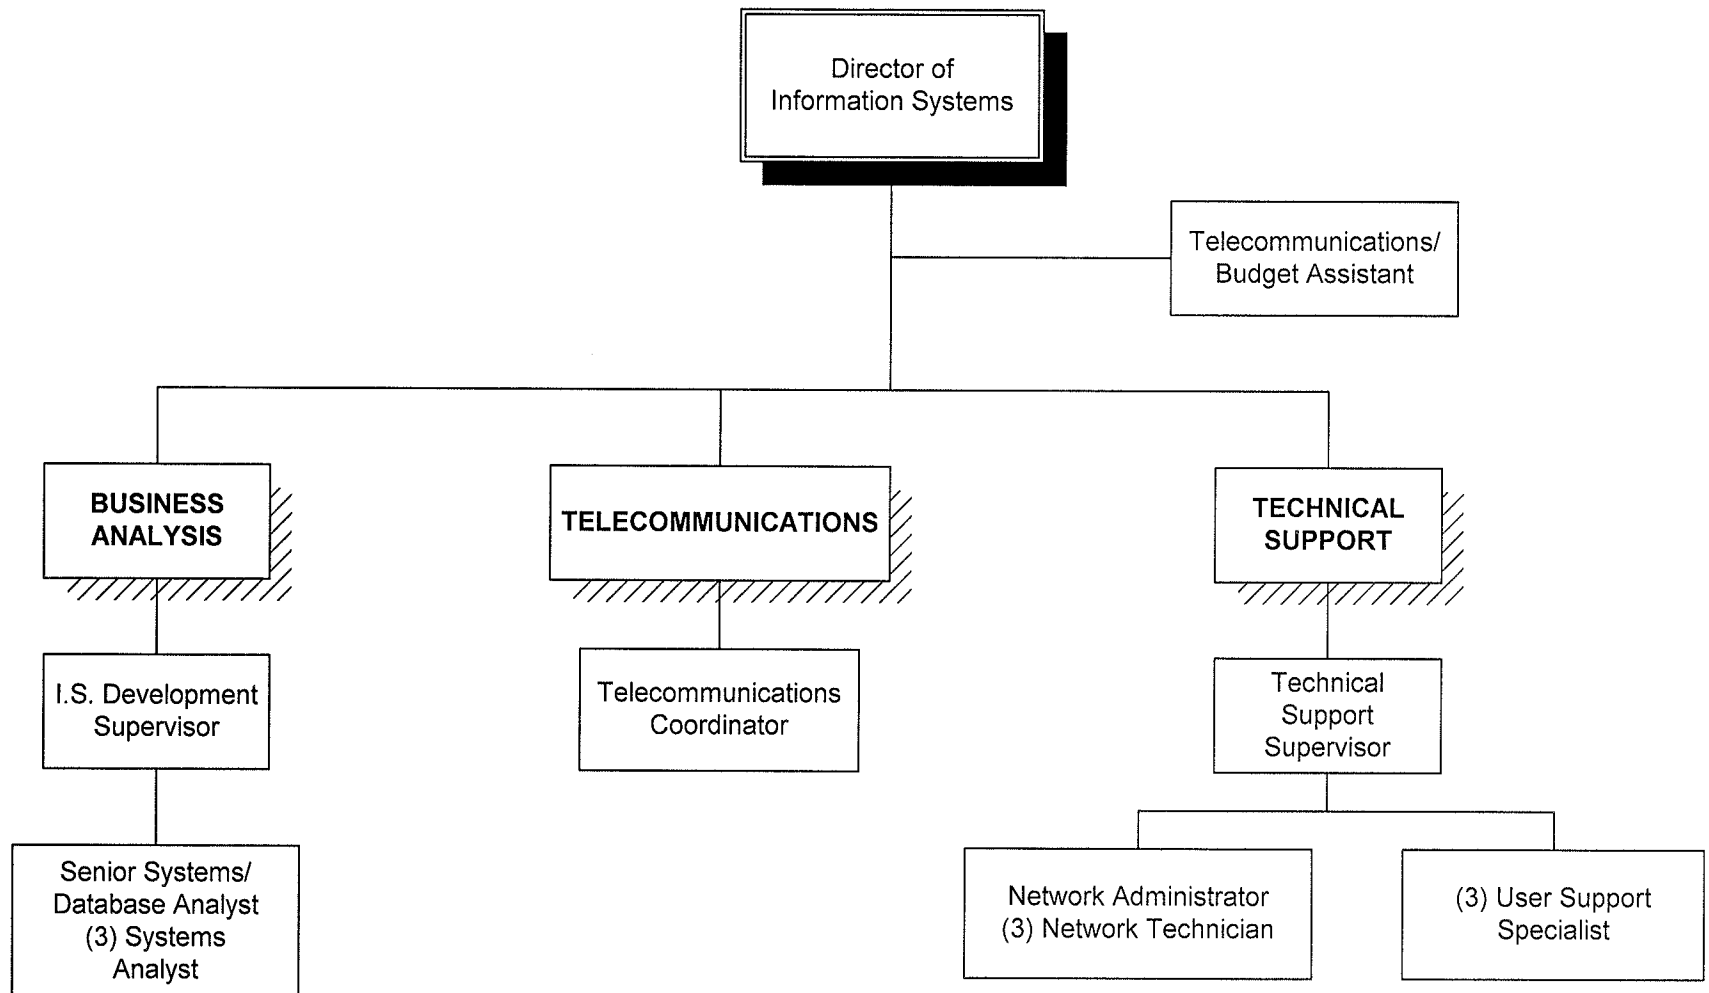 Director of
Information Systems
Telecommunications/
Budget Assistant
BUSINESS
ANALYSIS
TELECOMMUNICATIONS
TECHNICAL
SUPPORT
I.S. Development
Supervisor
Telecommunications
Coordinator
Technical
Support
Supervisor
Senior Systems/
Database Analyst
(3) Systems
Analyst
Network Administrator
(3) Network Technician
(3) User Support
Specialist